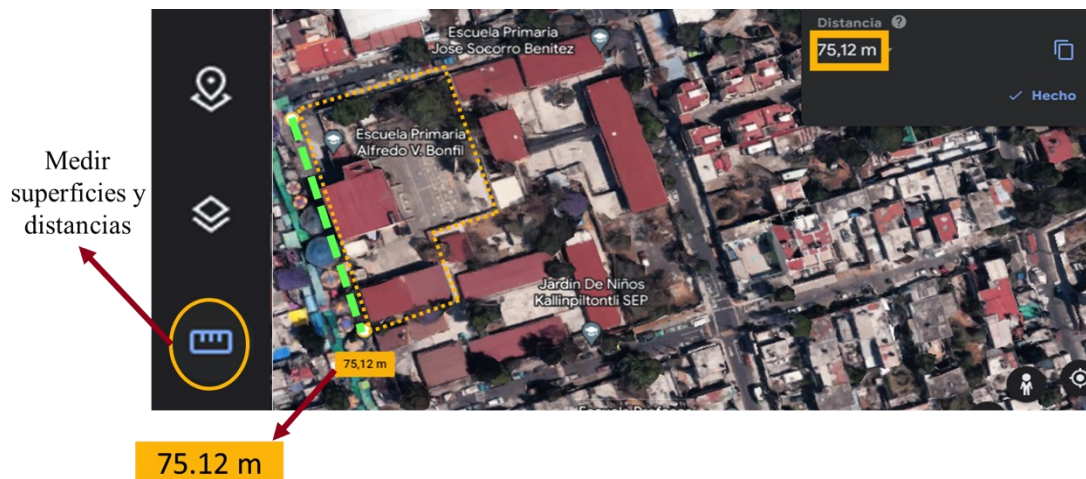 Medir
superficies y
distancias
Escuela Primaria
Jose Socorro Benitez
Escuela Primaria
Alfredo V. Bonfil
Jardin De Niños
Kallinpiltontli SEP
75,12 m
Distancia ?
75,12 m
✓ Hecho
75.12 m